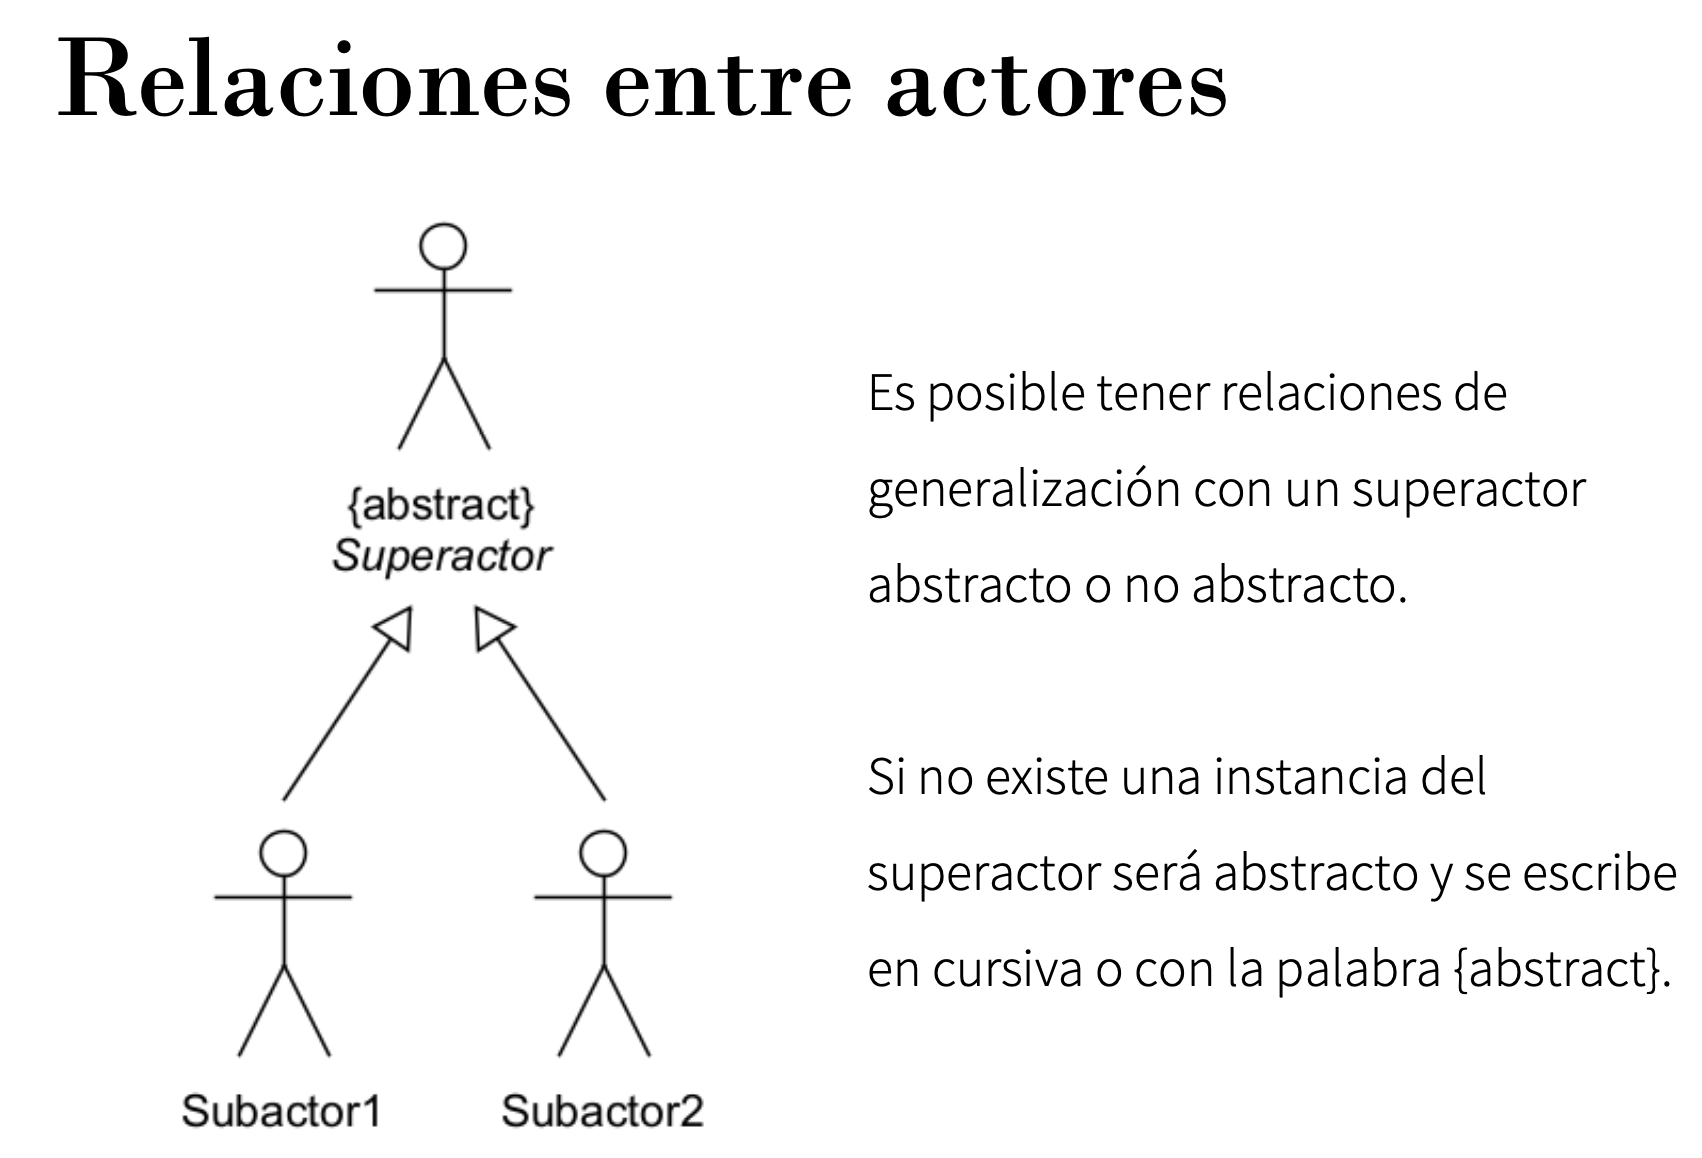 Relaciones entre actores
{abstract}
Superactor
Subactor1
Subactor2
Es posible tener relaciones de
generalización con un superactor
abstracto o no abstracto.
Si no existe una instancia del
superactor será abstracto y se escribe
en cursiva o con la palabra {abstract}.